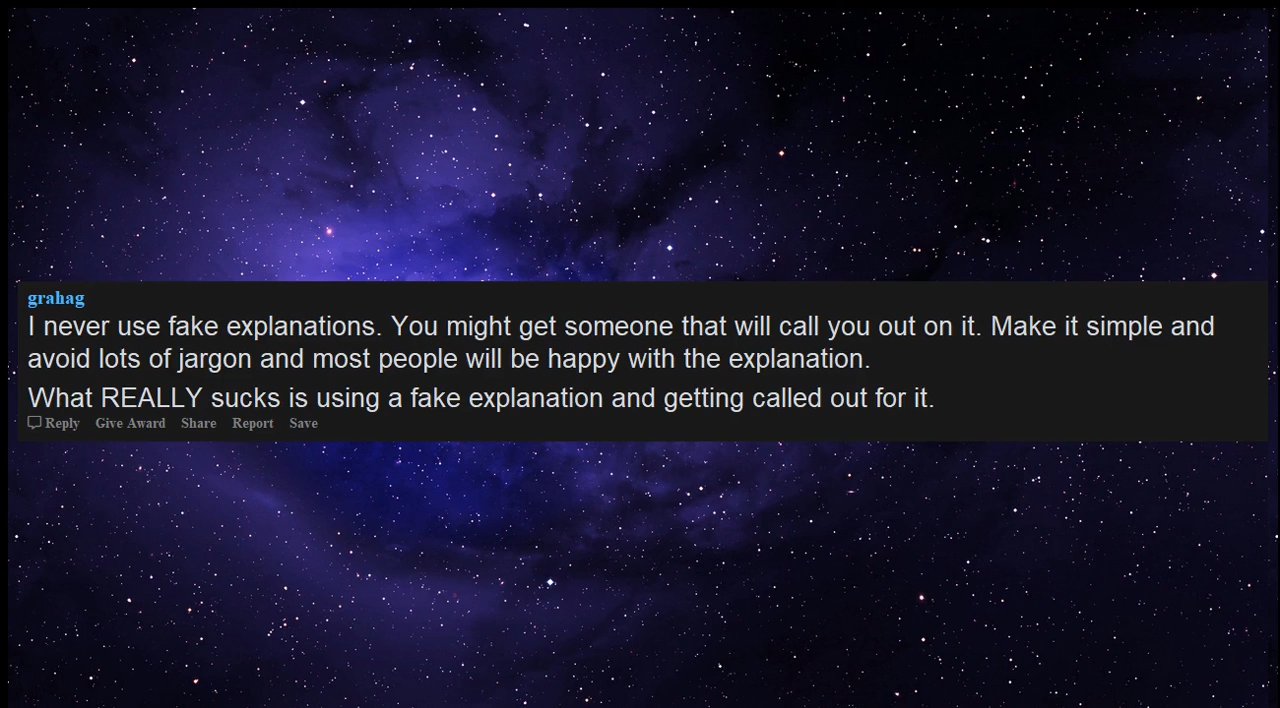 grahag
I never use fake explanations. You might get someone that will call you out on it. Make it simple and
avoid lots of jargon and most people will be happy with the explanation.
What REALLY sucks is using a fake explanation and getting called out for it.
Reply Give Award Share Report Save